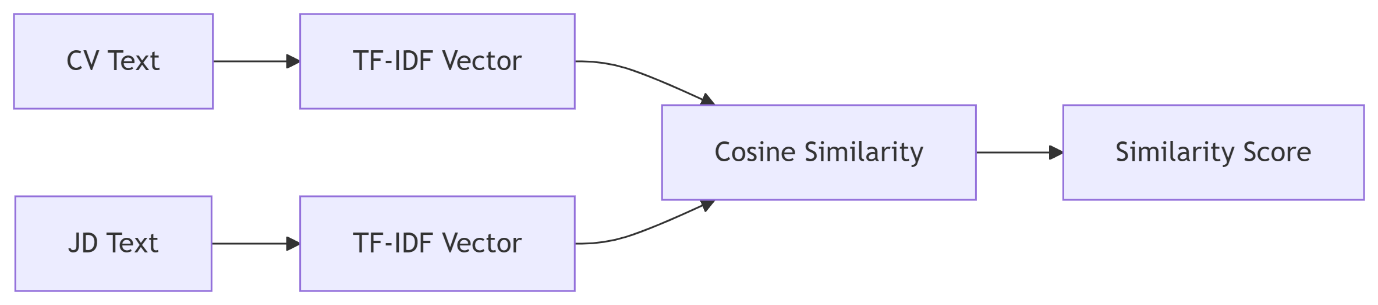 CV Text
TF-IDF Vector
Cosine Similarity
Similarity Score
JD Text
TF-IDF Vector